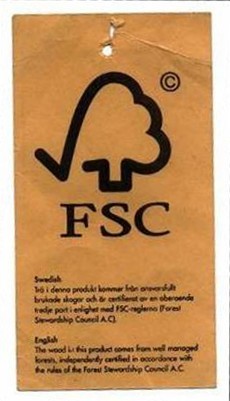 ©
FSC
Swedish
Trä i denna produkt kommer från ansvarsfullt
brukade skogar och är certifierat av en oberoende
tredje part i enlighet med FSC-reglerna (Forest
Stewardship Council A.C).
English
The wood in this product comes from well managed
forests, independently certified in accordance with
the rules of the Forest Stewardship Council A.C.